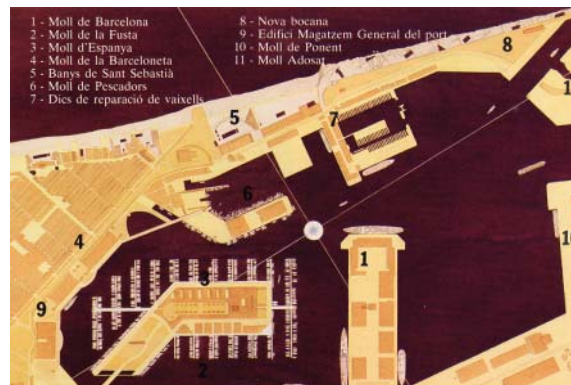 1 - Moll de Barcelona
2 - Moll de la Fusta
3 - Moll d'Espanya
4 - Moll de la Barceloneta
5 - Banys de Sant Sebastià
6 - Moll de Pescadors
7 - Dics de reparació de vaixells
8 - Nova bocana
9 - Edifici Magatzem General del port
10 - Moll de Ponent
11 - Moll Adosat
8
5
7
6
4
1
10
3
9
2